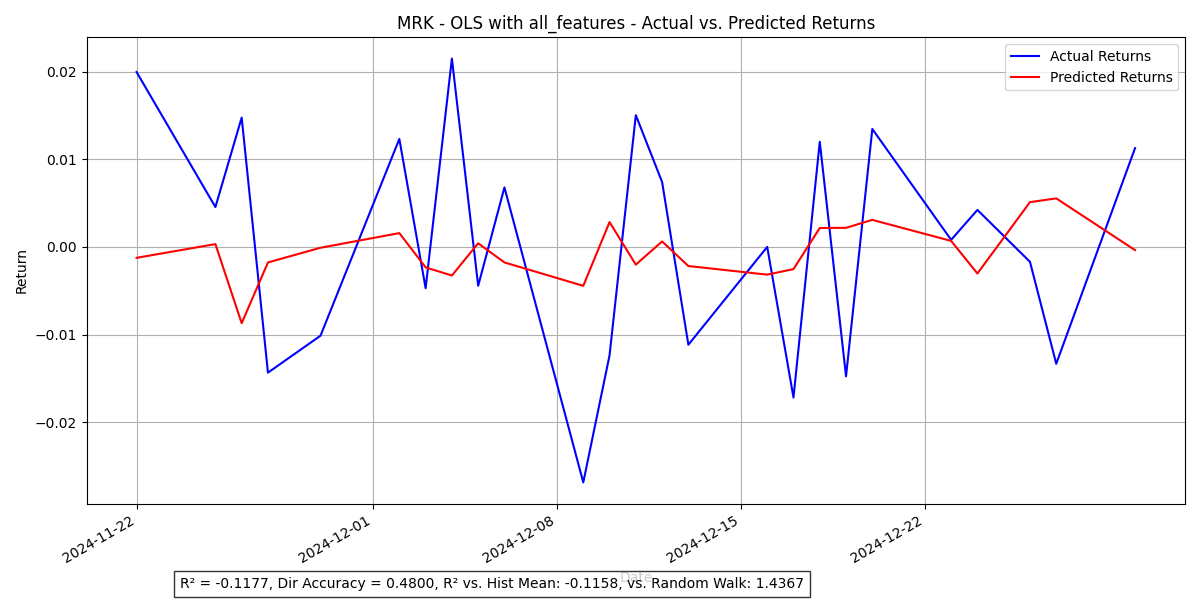 MRK - OLS with all_features - Actual vs. Predicted Returns
Actual Returns
Predicted Returns
Return
0.02
0.01
0.00
−0.01
−0.02
2024-11-22
2024-12-01
2024-12-08
2024-12-15
2024-12-22
Date
R² = -0.1177, Dir Accuracy = 0.4800, R² vs. Hist Mean: -0.1158, vs. Random Walk: 1.4367